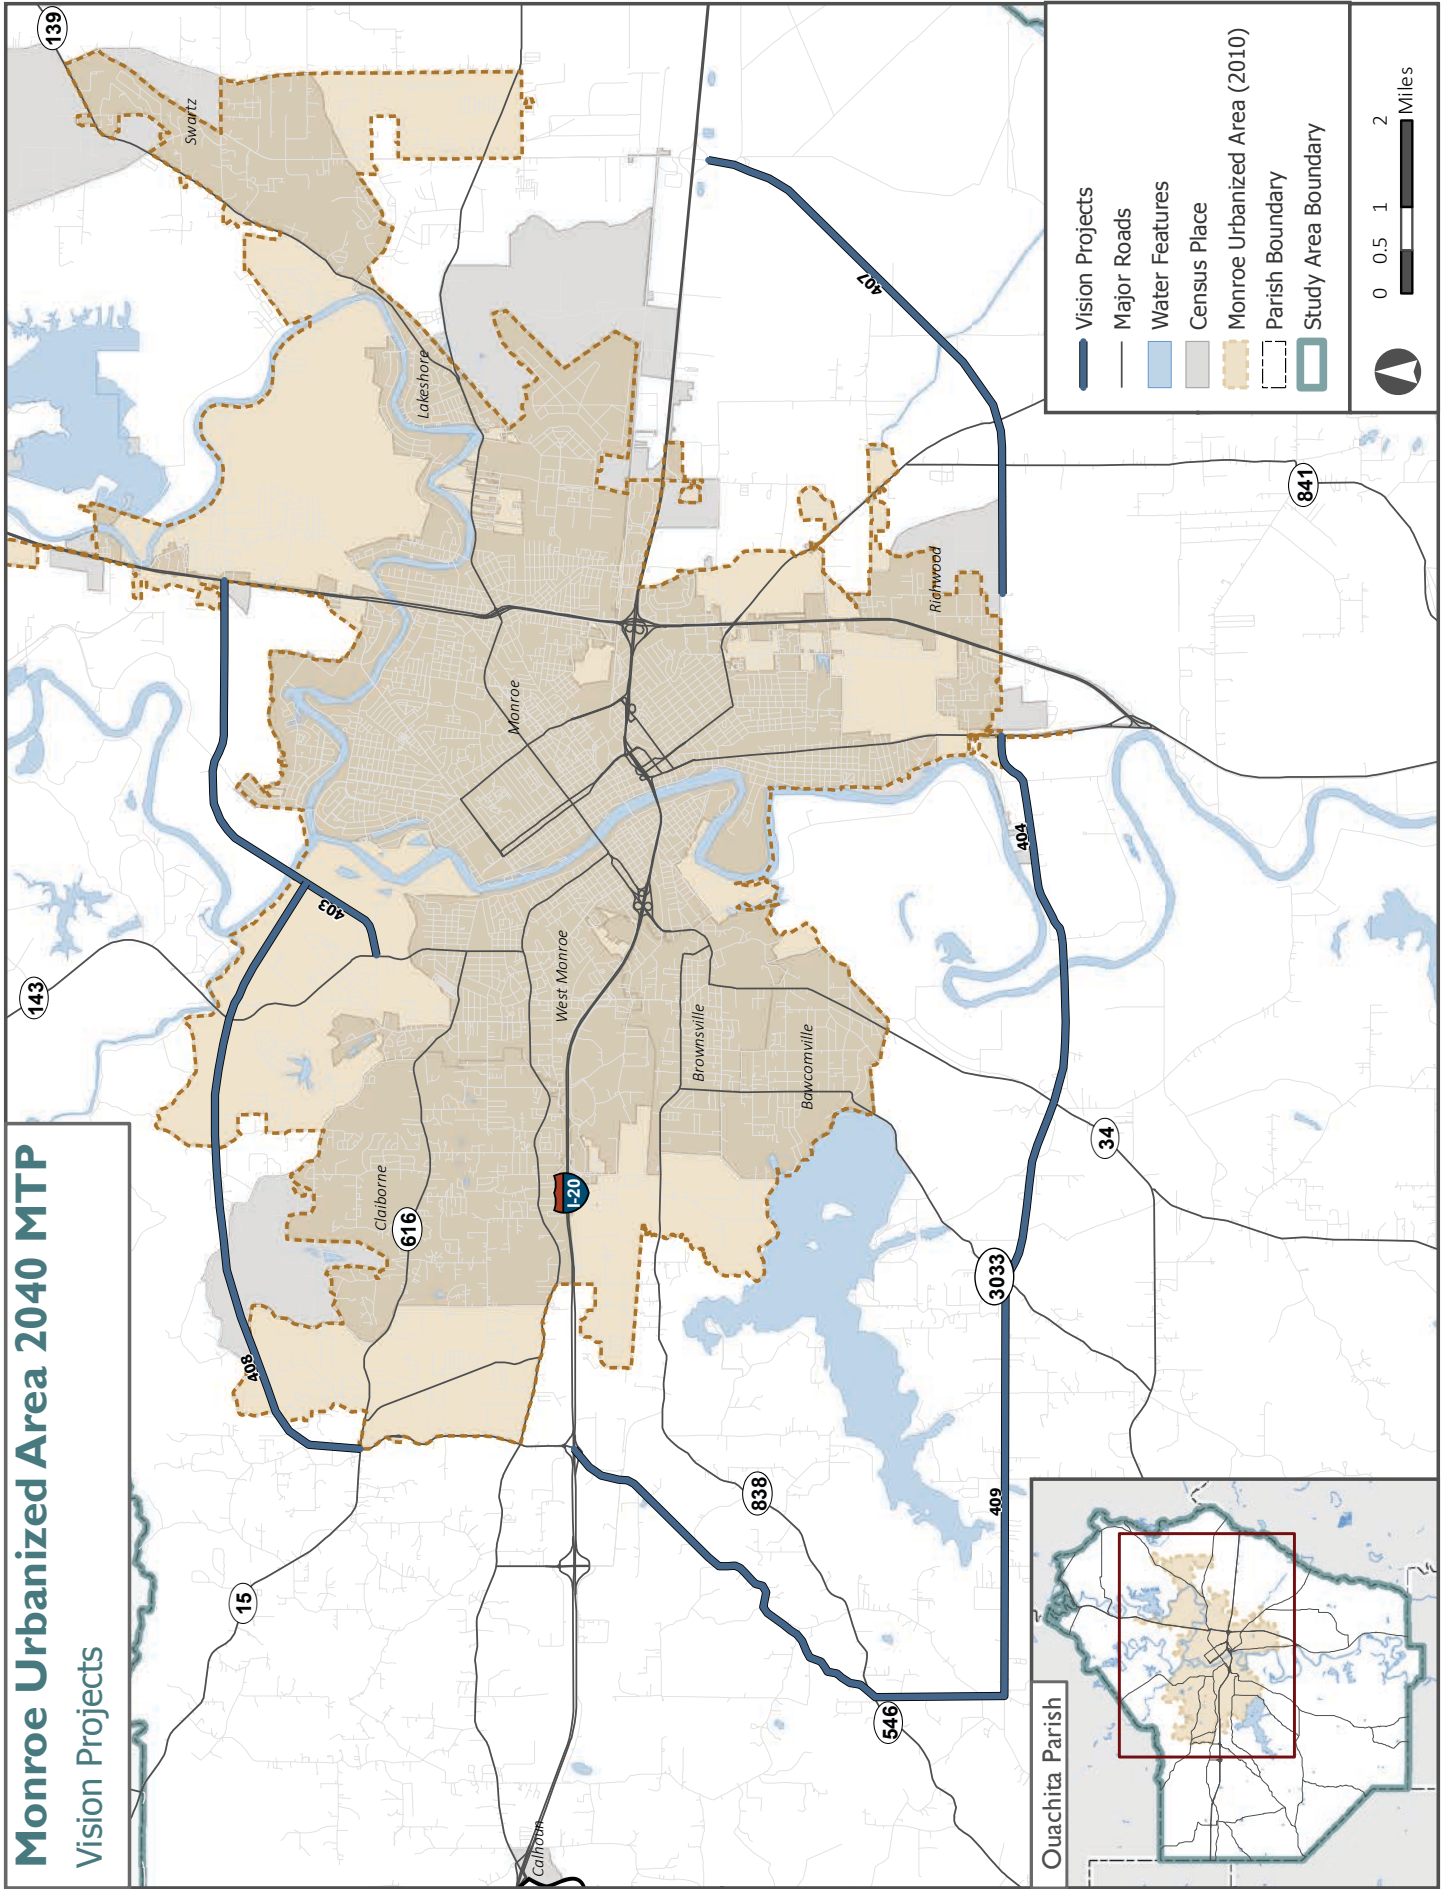 Monroe Urbanized Area 2040 MTP
Vision Projects
139
Swartz
143
Lakeshore
403
Monroe
408
Claiborne
616
West Monroe
I-20
407
15
Brownsville
Bawcomville
Richwood
838
404
841
34
3033
409
546
Calhoun
Vision Projects
Major Roads
Water Features
Census Place
Monroe Urbanized Area (2010)
Parish Boundary
Study Area Boundary
0 0.5 1 2
Miles
Ouachita Parish